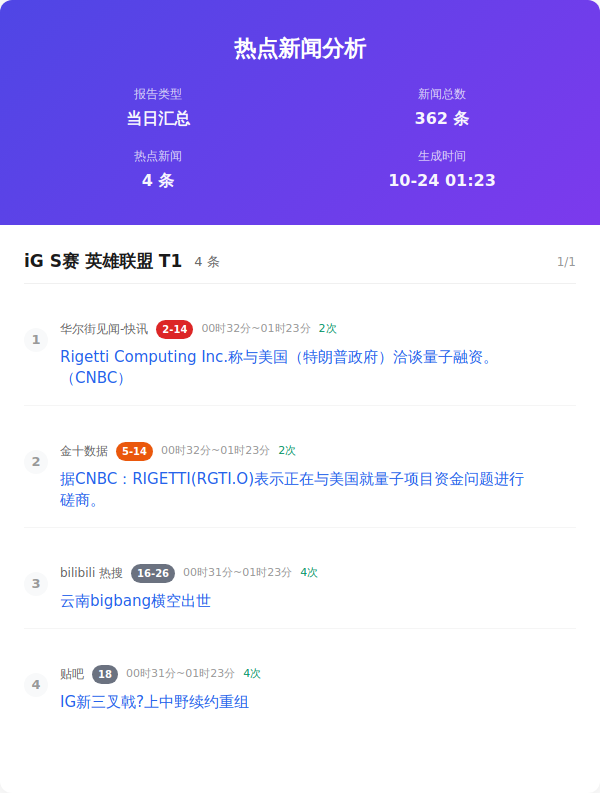 热点新闻分析
报告类型
新闻总数
当日汇总
362 条
热点新闻
生成时间
4 条
10-24 01:23
iG S赛 英雄联盟 T1 4 条 1/1
1 华尔街见闻-快讯 2-14 00时32分~01时23分 2次
Rigetti Computing Inc.称与美国（特朗普政府）洽谈量子融资。
（CNBC）
2 金十数据 5-14 00时32分~01时23分 2次
据CNBC：RIGETTI(RGTI.O)表示正在与美国就量子项目资金问题进行
磋商。
3 bilibili 热搜 16-26 00时31分~01时23分 4次
云南bigbang横空出世
4 贴吧 18 00时31分~01时23分 4次
IG新三叉戟?上中野续约重组